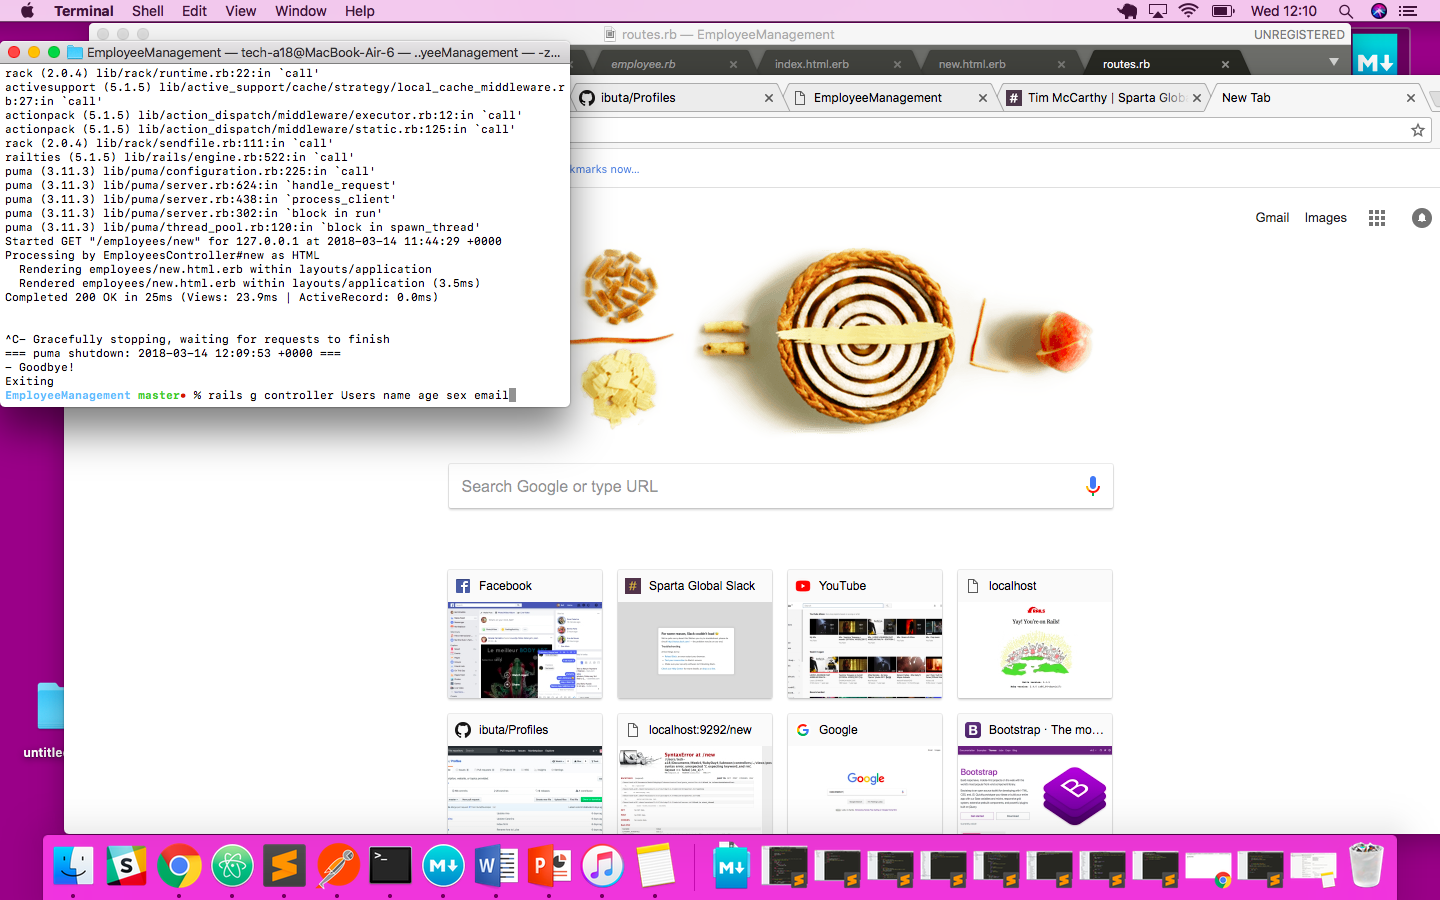 Terminal Shell Edit View Window Help
Wed 12:10
routes.rb — EmployeeManagement
UNREGISTERED
EmployeeManagement — tech-a18@MacBook-Air-6 — ..yeeManagement — -z...
employee.rb
index.html.erb
new.html.erb
routes.rb
ibuta/Profiles
EmployeeManagement
Tim McCarthy | Sparta Glob
New Tab
kmarks now...
Gmail Images
rack (2.0.4) lib/rack/runtime.rb:22:in `call'
activesupport (5.1.5) lib/active_support/cache/strategy/local_cache_middleware.r
b:27:in `call'
actionpack (5.1.5) lib/action_dispatch/middleware/executor.rb:12:in `call'
actionpack (5.1.5) lib/action_dispatch/middleware/static.rb:125:in `call'
rack (2.0.4) lib/rack/sendfile.rb:111:in `call'
railties (5.1.5) lib/rails/engine.rb:522:in `call'
puma (3.11.3) lib/puma/configuration.rb:225:in `call'
puma (3.11.3) lib/puma/server.rb:624:in `handle_request'
puma (3.11.3) lib/puma/server.rb:438:in `process_client'
puma (3.11.3) lib/puma/server.rb:302:in `block in run'
puma (3.11.3) lib/puma/thread_pool.rb:120:in `block in spawn_thread'
Started GET "/employees/new" for 127.0.0.1 at 2018-03-14 11:44:29 +0000
Processing by EmployeesController#new as HTML
Rendering employees/new.html.erb within layouts/application
Rendered employees/new.html.erb within layouts/application (3.5ms)
Completed 200 OK in 25ms (Views: 23.9ms | ActiveRecord: 0.0ms)
^C- Gracefully stopping, waiting for requests to finish
=== puma shutdown: 2018-03-14 12:09:53 +0000 ===
- Goodbye!
Exiting
EmployeeManagement master• % rails g controller Users name age sex email
Search Google or type URL
Facebook
Sparta Global Slack
YouTube
localhost
Yay! You're on Rails!
ibuta/Profiles
localhost:9292/new
Google
Bootstrap · The mo...
SyntaxError at /new
Google
Bootstrap
untitle